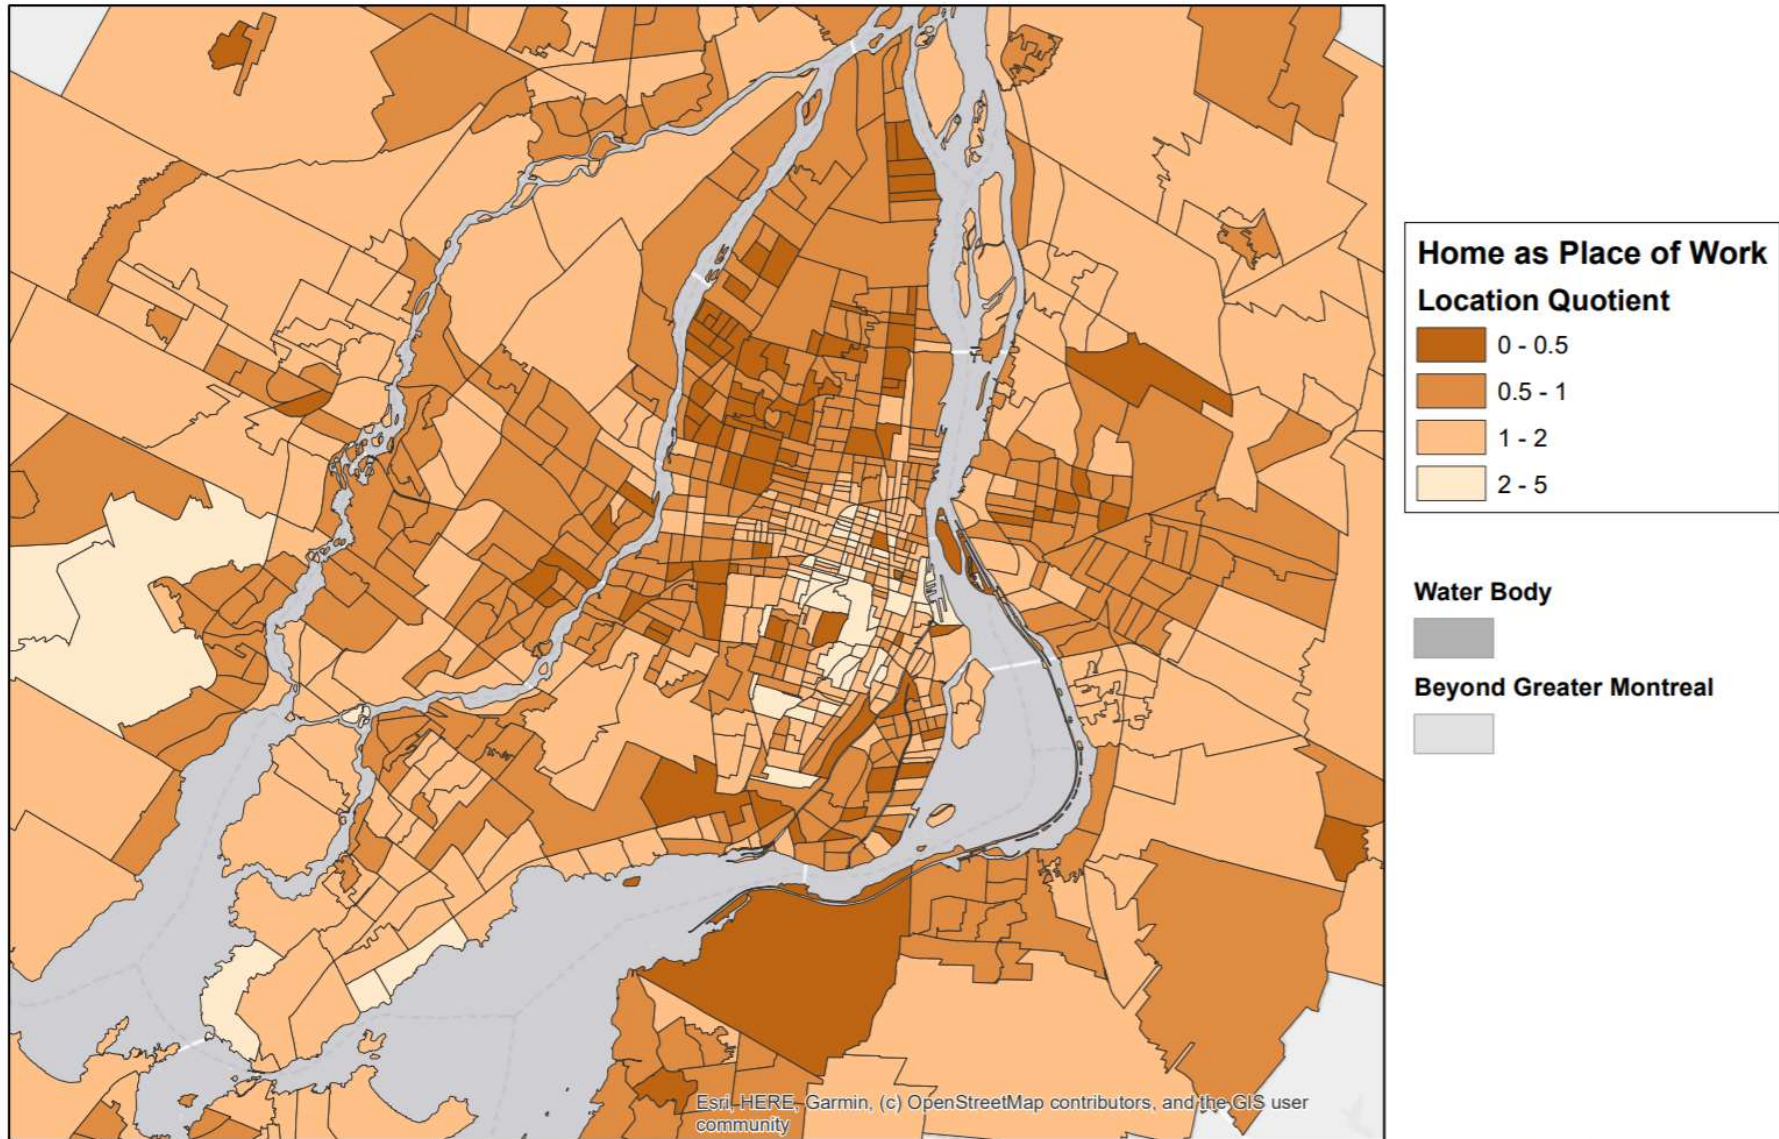 Home as Place of Work
Location Quotient
0 - 0.5
0.5 - 1
1 - 2
2 - 5
Water Body
Beyond Greater Montreal
Esri, HERE, Garmin, (c) OpenStreetMap contributors, and the GIS user
community